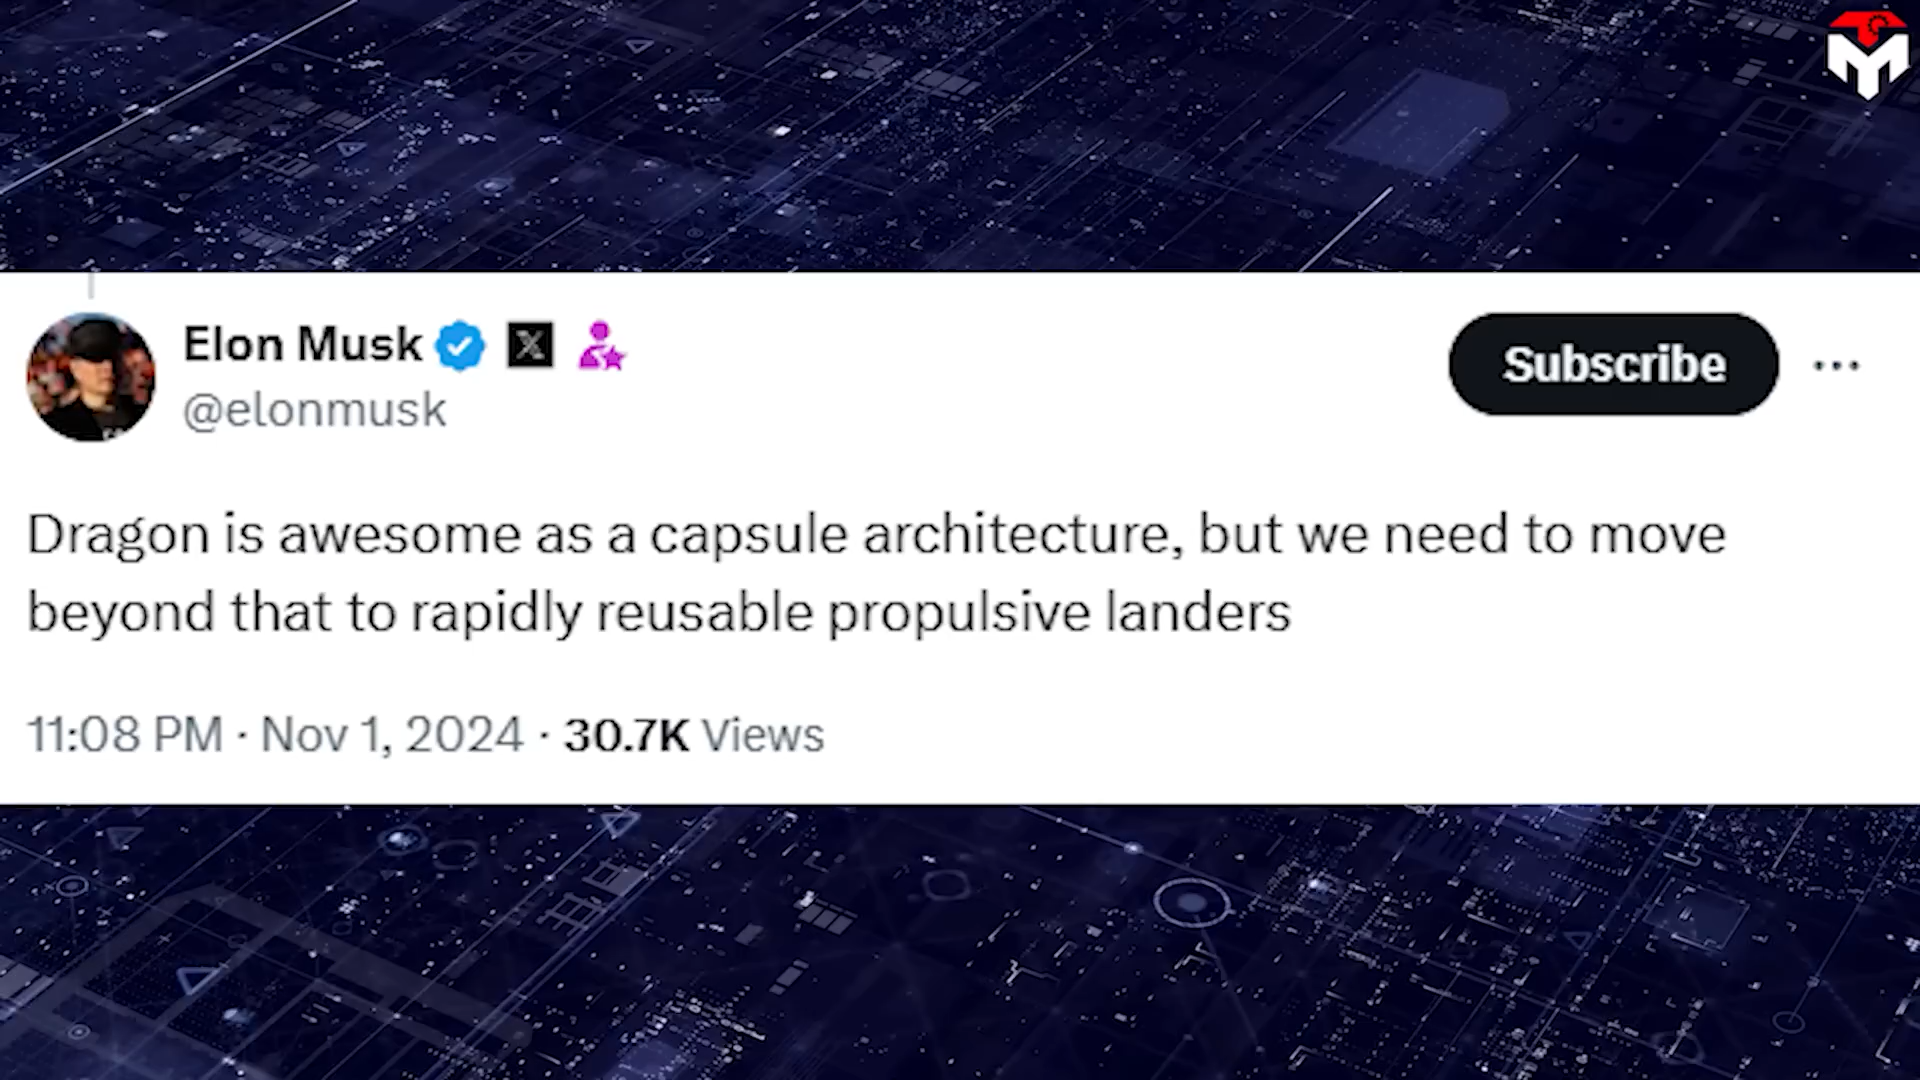 Elon Musk
@elonmusk
Subscribe
Dragon is awesome as a capsule architecture, but we need to move
beyond that to rapidly reusable propulsive landers
11:08 PM · Nov 1, 2024 · 30.7K Views